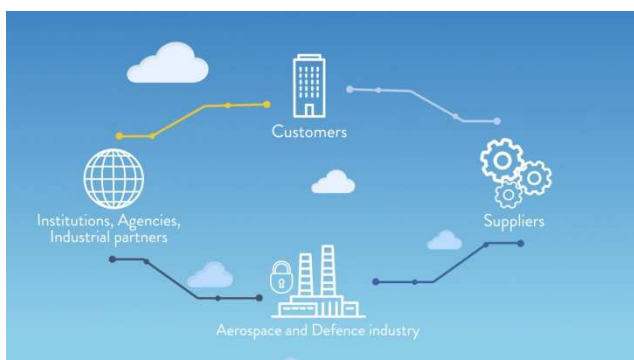 Customers
Institutions, Agencies,
Industrial partners
Suppliers
Aerospace and Defence industry